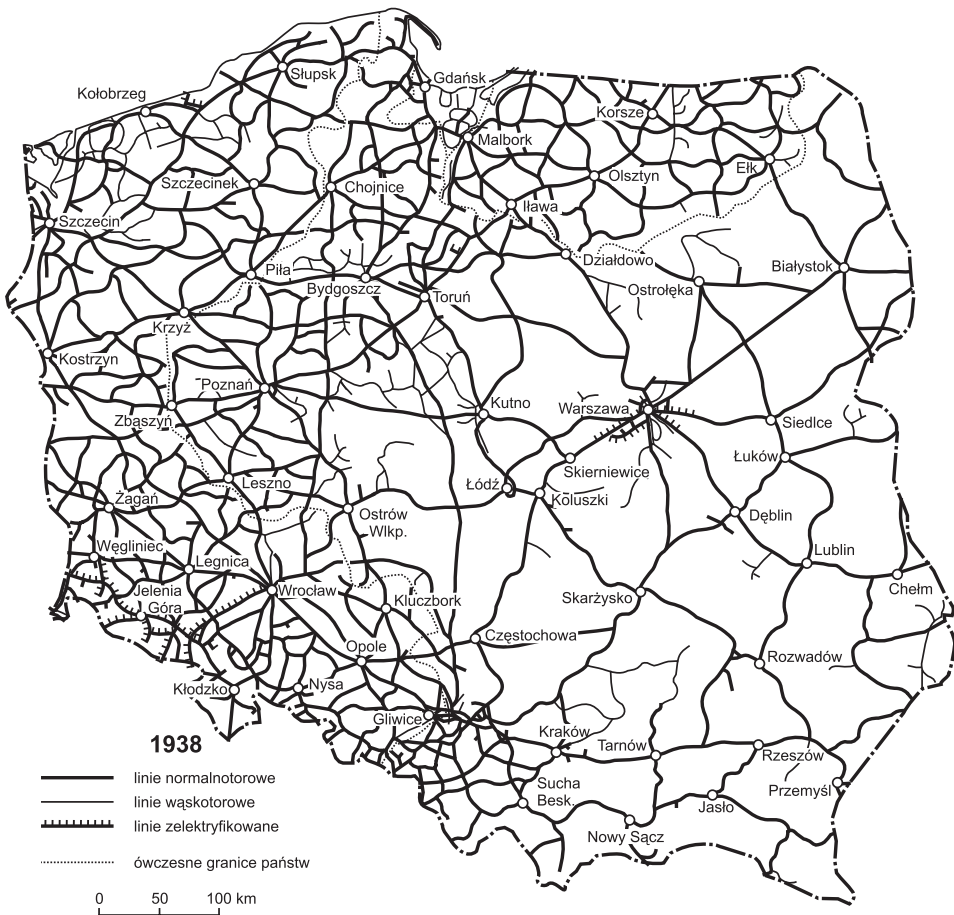 Słupsk
Gdańsk
Kołobrzeg
Korsze
Malbork
Ełk
Szczecinek
Chojnice
Olsztyn
Iława
Szczecin
Działdowo
Białystok
Piła
Bydgoszcz
Ostrołęka
Toruń
Krzyż
Kostrzyn
Poznań
Kutno
Warszawa
Zbąszyń
Siedlce
Łuków
Skierniewice
Leszno
Łódź
Koluszki
Żagań
Ostrów
Wlkp.
Dęblin
Węgliniec
Legnica
Lublin
Jelenia
Góra
Wrocław
Kluczbork
Skarżysko
Chełm
Częstochowa
Opole
Rozwadów
Kłodzko
Nysa
Gliwice
Kraków
Tarnów
Rzeszów
Sucha
Besk.
Przemyśl
Jasło
Nowy Sącz
1938
linie normalnotorowe
linie wąskotorowe
linie zelektryfikowane
ówczesne granice państw
0 50 100 km